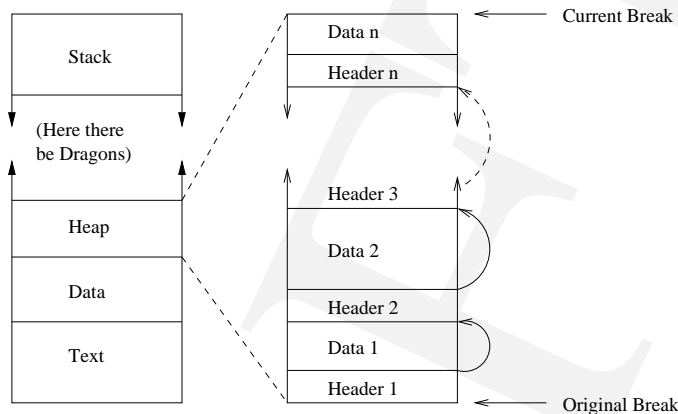 Stack
(Here there
be Dragons)
Heap
Data
Text
Data n
Header n
Header 3
Data 2
Header 2
Data 1
Header 1
Current Break
Original Break